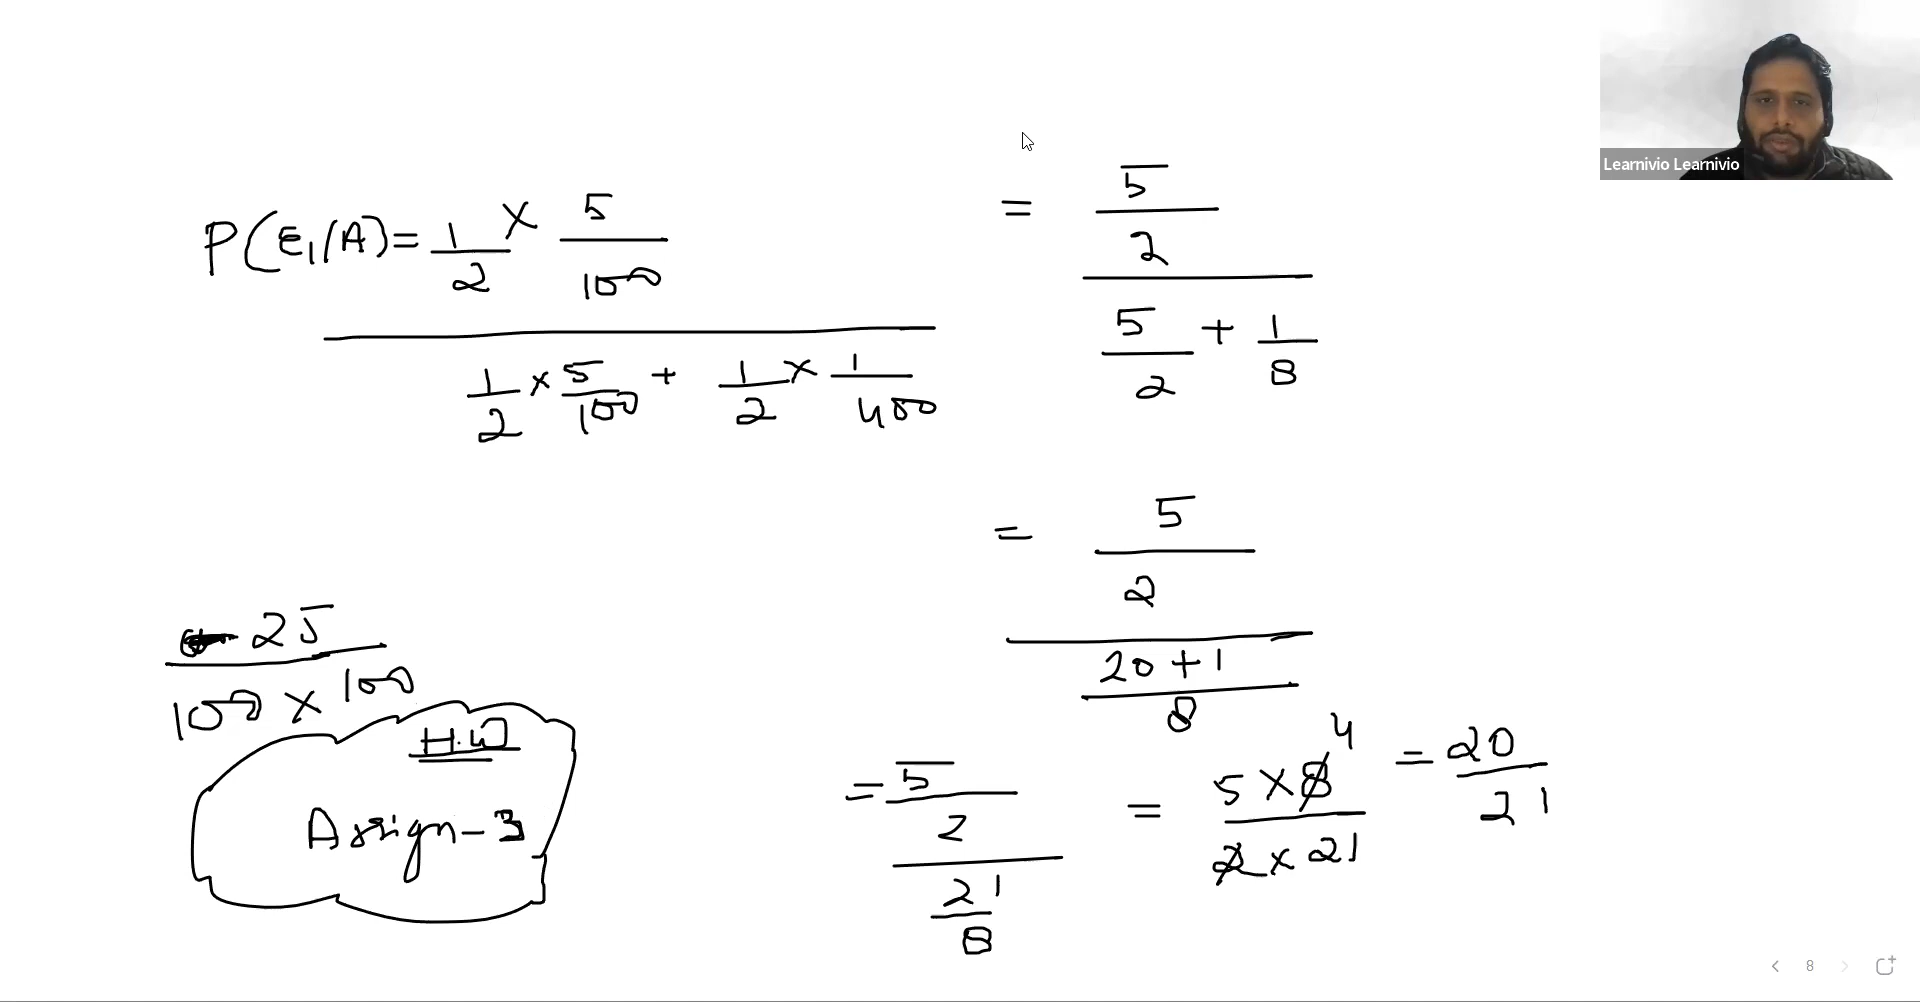 Learnivio Learnivio
P(E₁/A) = 1/2 × 5/100
1/2 × 5/100 + 1/2 × 1/400
= 5/2
5/2 + 1/8
= 5/2
20 + 1
8
25
100 × 100
H.W
Assign-3
= 5/2
21/8
= 5 × 8 4
2 × 21
= 20/21
8